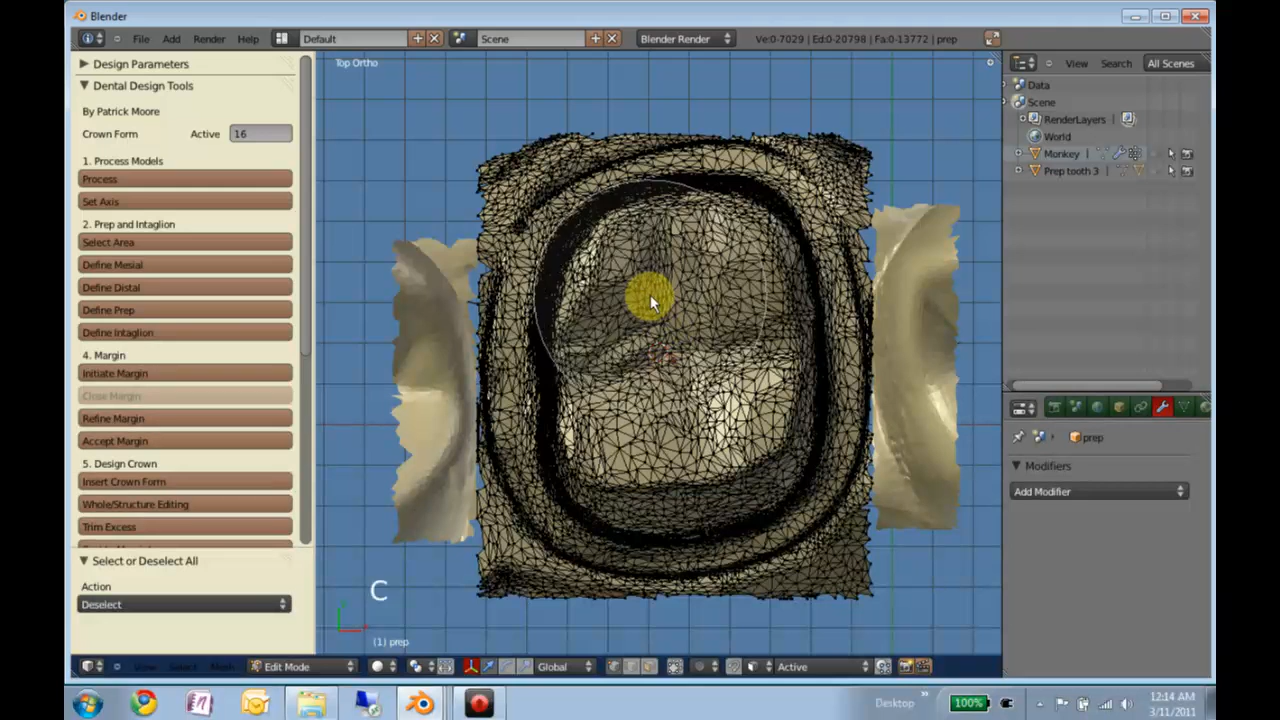 Blender
File Add Render Help Default Scene Blender Render Ve:0-7029 | Ed:0-20798 | Fa:0-13772 | prep
Design Parameters
Dental Design Tools
By Patrick Moore
Crown Form Active 16
1. Process Models
Process
Set Axis
2. Prep and Intaglion
Select Area
Define Mesial
Define Distal
Define Prep
Define Intaglion
4. Margin
Initiate Margin
Close Margin
Refine Margin
Accept Margin
5. Design Crown
Insert Crown Form
Whole/Structure Editing
Trim Excess
Select or Deselect All
Action
Deselect
Top Ortho
C
(1) prep
View Select Mesh Edit Mode Global Active
View Search All Scenes
Data
Scene
RenderLayers |
World
Monkey |
Prep tooth 3 |
prep
Modifiers
Add Modifier
Desktop » 100% 12:14 AM
3/11/2011